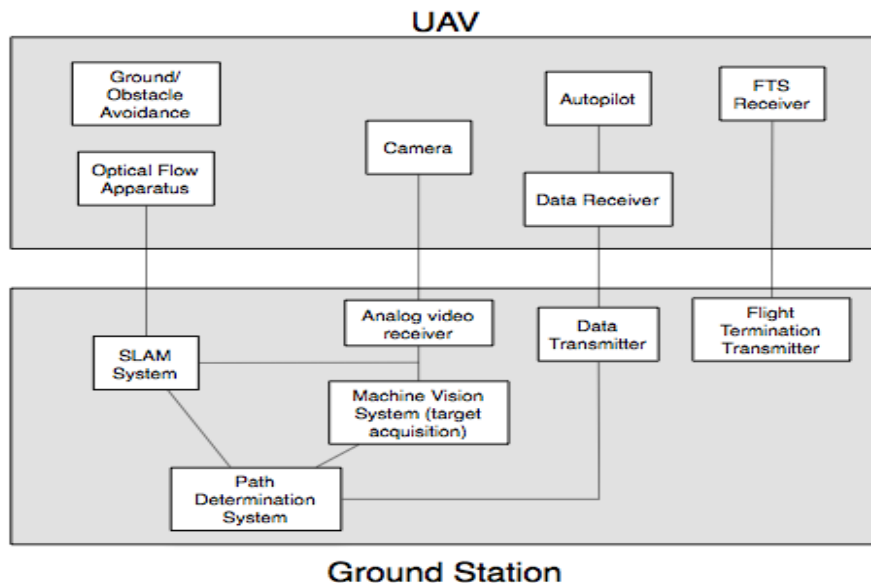 UAV
Ground/
Obstacle
Avoidance
Optical Flow
Apparatus
Camera
Autopilot
Data Receiver
FTS
Receiver
Analog video
receiver
SLAM
System
Machine Vision
System (target
acquisition)
Path
Determination
System
Data
Transmitter
Flight
Termination
Transmitter
Ground Station